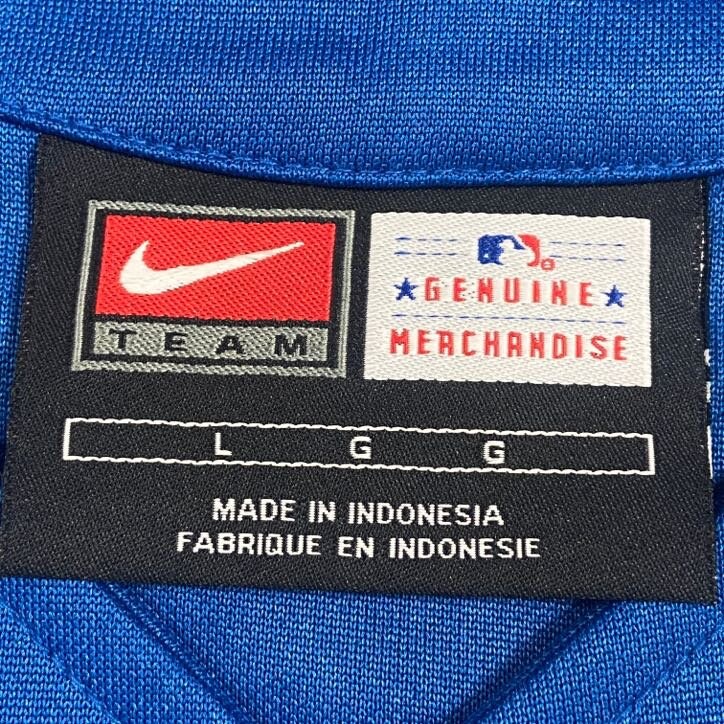 TEAM
GENUINE
MERCHANDISE
L G G
MADE IN INDONESIA
FABRIQUE EN INDONESIE